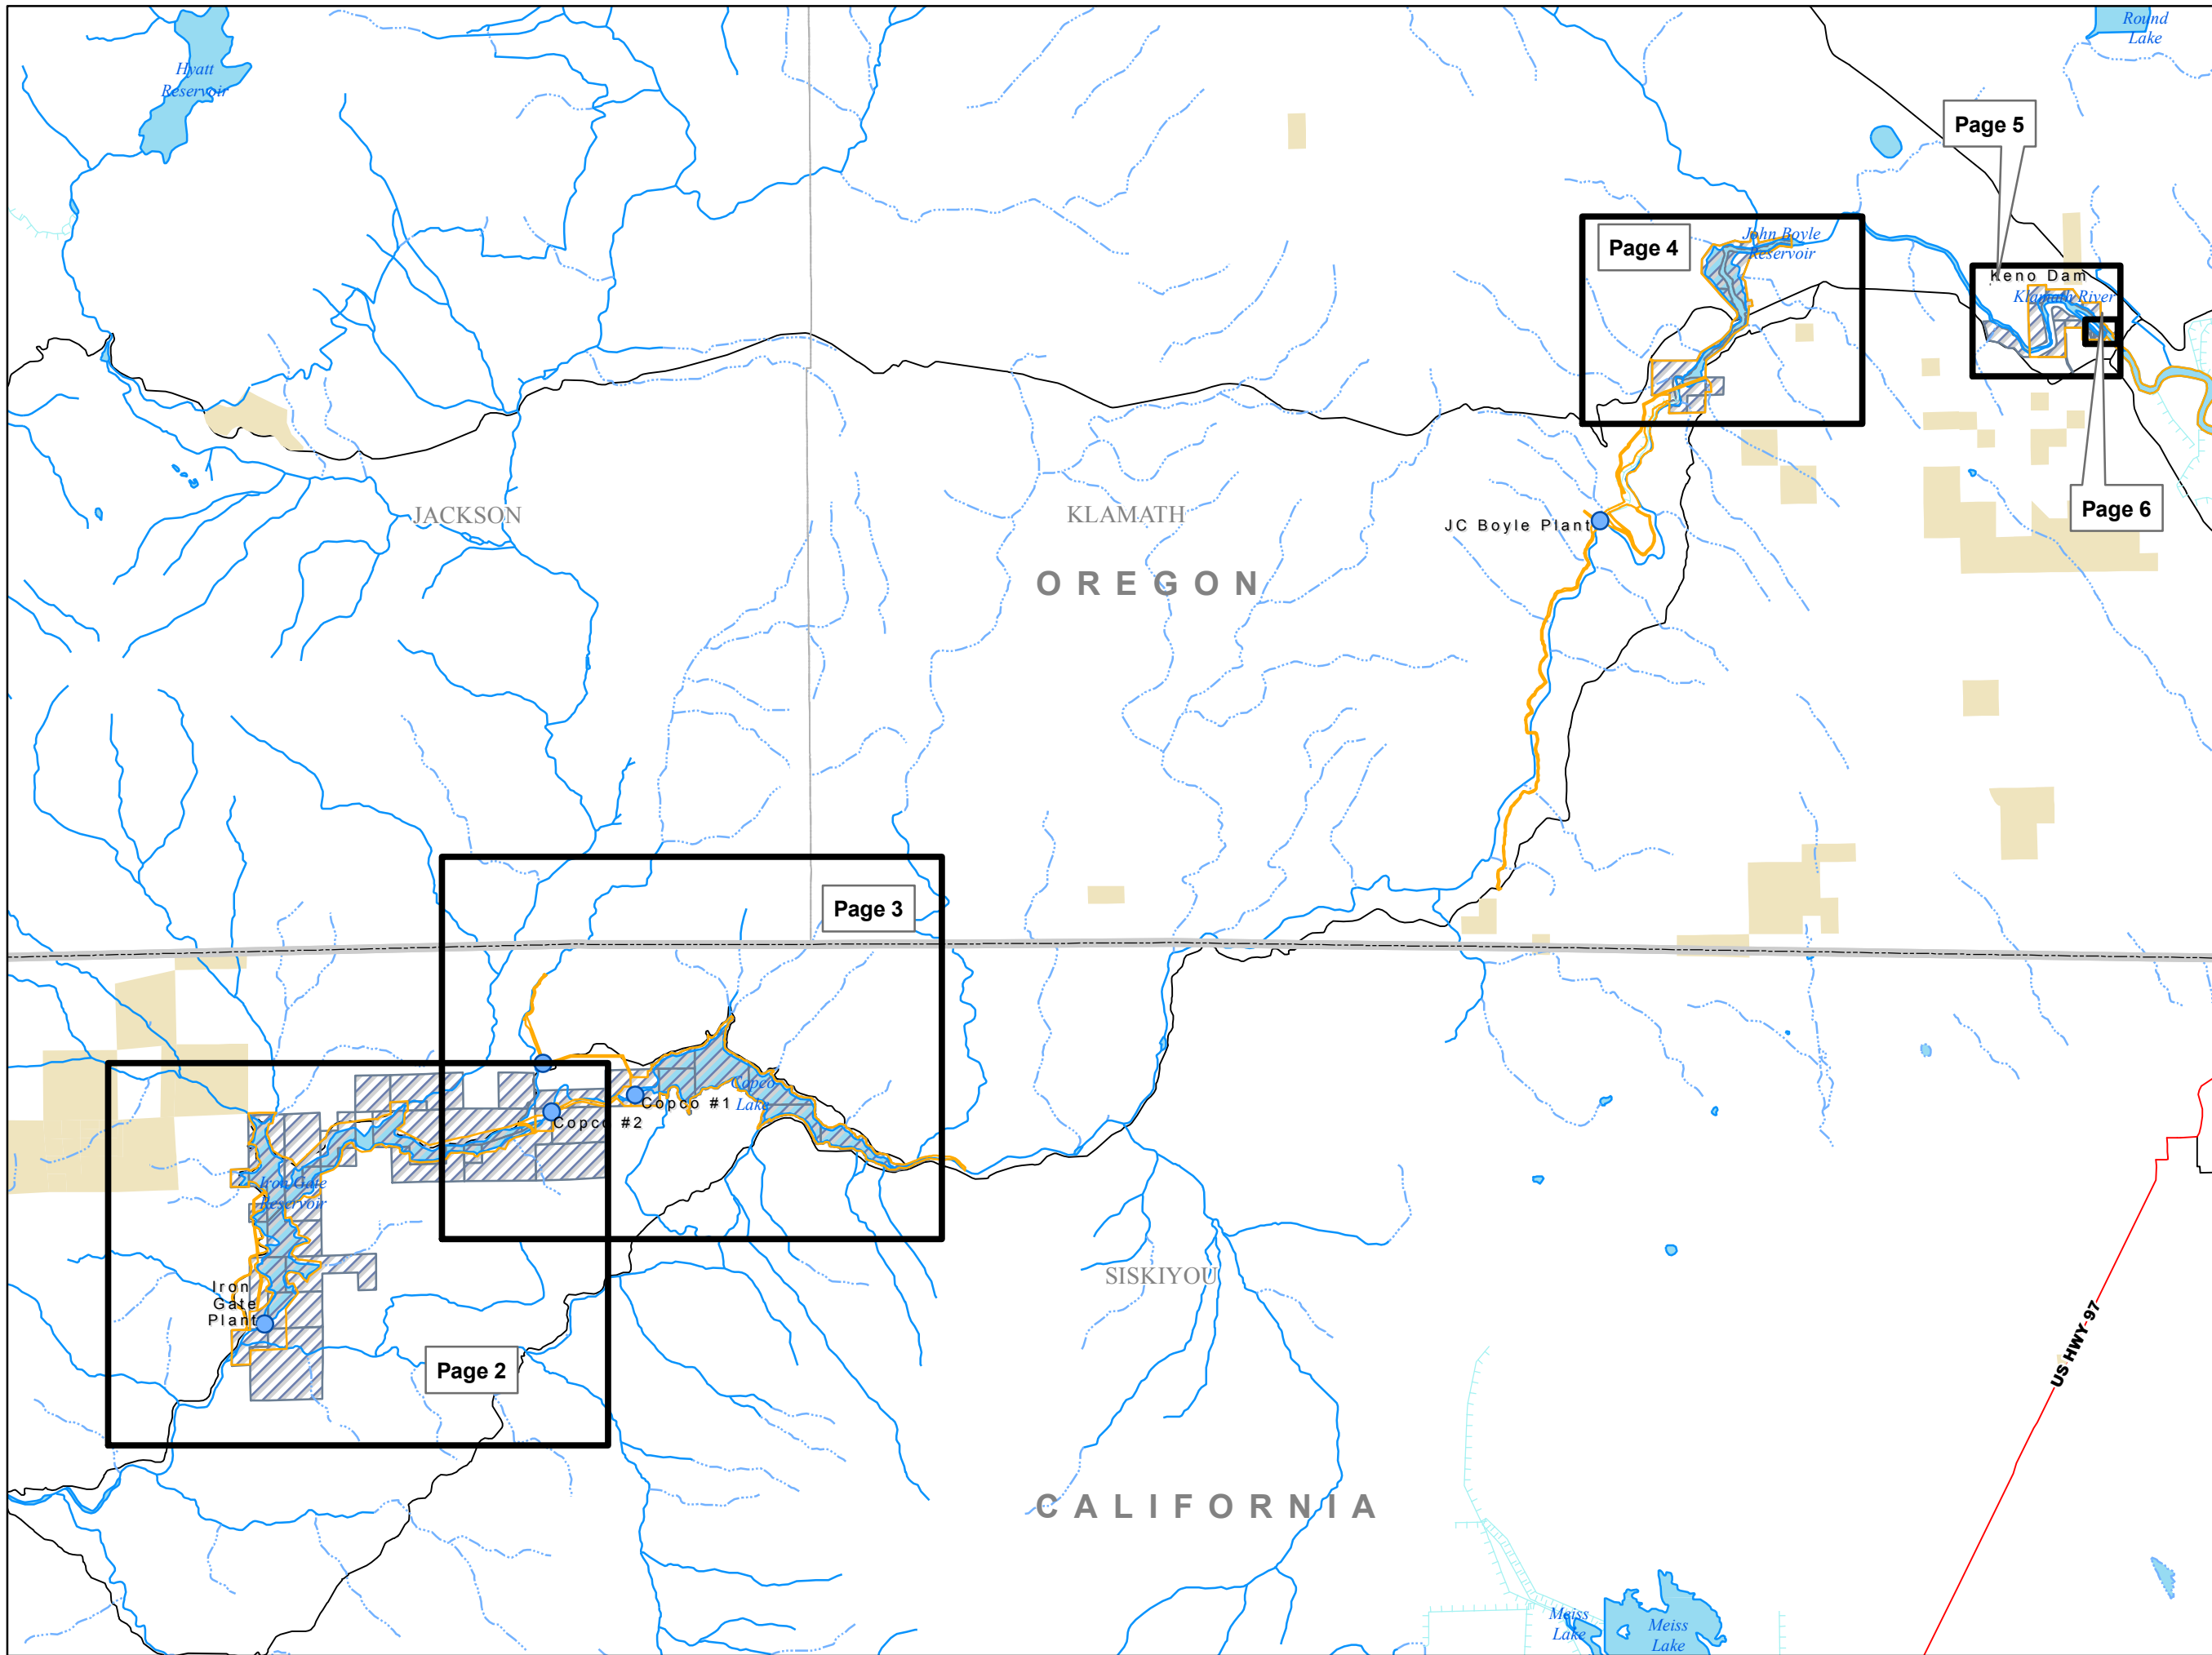 Round
Lake
Hyatt
Reservoir
Page 5
John Boyle
Reservoir
Page 4
Keno Dam
Klamath River
Page 6
JACKSON
KLAMATH
JC Boyle Plant
OREGON
Page 3
Copco
Lake
Copco #1
Copco #2
Iron Gate
Reservoir
SISKIYOU
Iron
Gate
Plant
Page 2
US HWY 97
CALIFORNIA
Meiss
Lake
Meiss
Lake